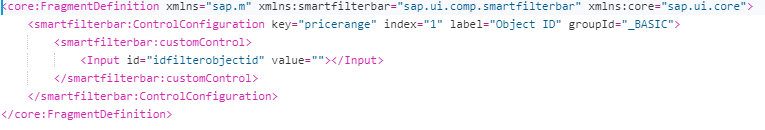 <core:FragmentDefinition xmlns="sap.m" xmlns:smartfilterbar="sap.ui.comp.smartfilterbar" xmlns:core="sap.ui.core">
<smartfilterbar:ControlConfiguration key="pricerange" index="1" label="Object ID" groupId="_BASIC">
<smartfilterbar:customControl>
<Input id="idfilterobjectid" value=""></Input>
</smartfilterbar:customControl>
</smartfilterbar:ControlConfiguration>
</core:FragmentDefinition>